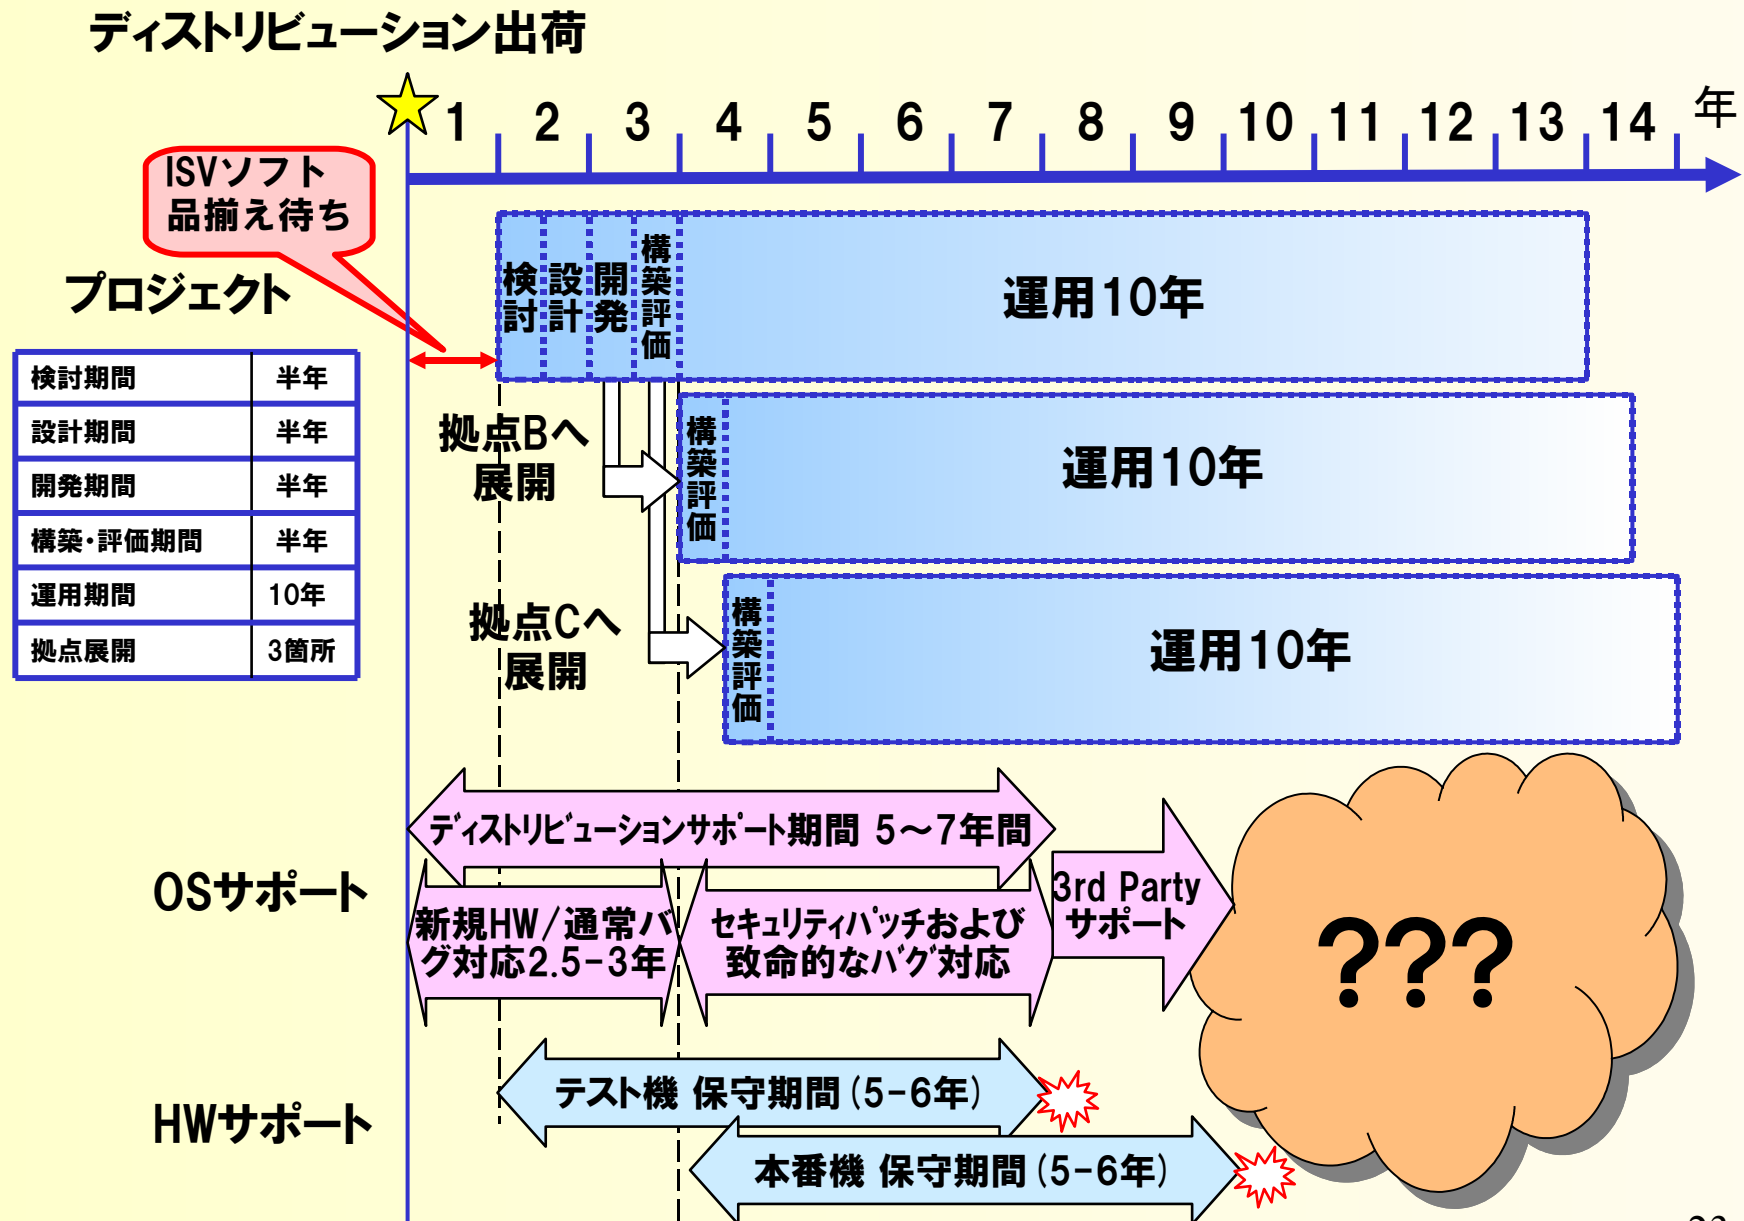 ディストリビューション出荷
1 2 3 4 5 6 7 8 9 10 11 12 13 14 年
ISVソフト
品揃え待ち
プロジェクト
検討期間 半年
設計期間 半年
開発期間 半年
構築・評価期間 半年
運用期間 10年
拠点展開 3箇所
検討
設計
開発
構築評価
運用10年
拠点Bへ
展開
構築評価
運用10年
拠点Cへ
展開
構築評価
運用10年
OSサポート
ディストリビューションサポート期間 5～7年間
新規HW/通常バ
グ対応2.5-3年
セキュリティパッチおよび
致命的なバグ対応
3rd Party
サポート
???
HWサポート
テスト機 保守期間(5-6年)
本番機 保守期間(5-6年)